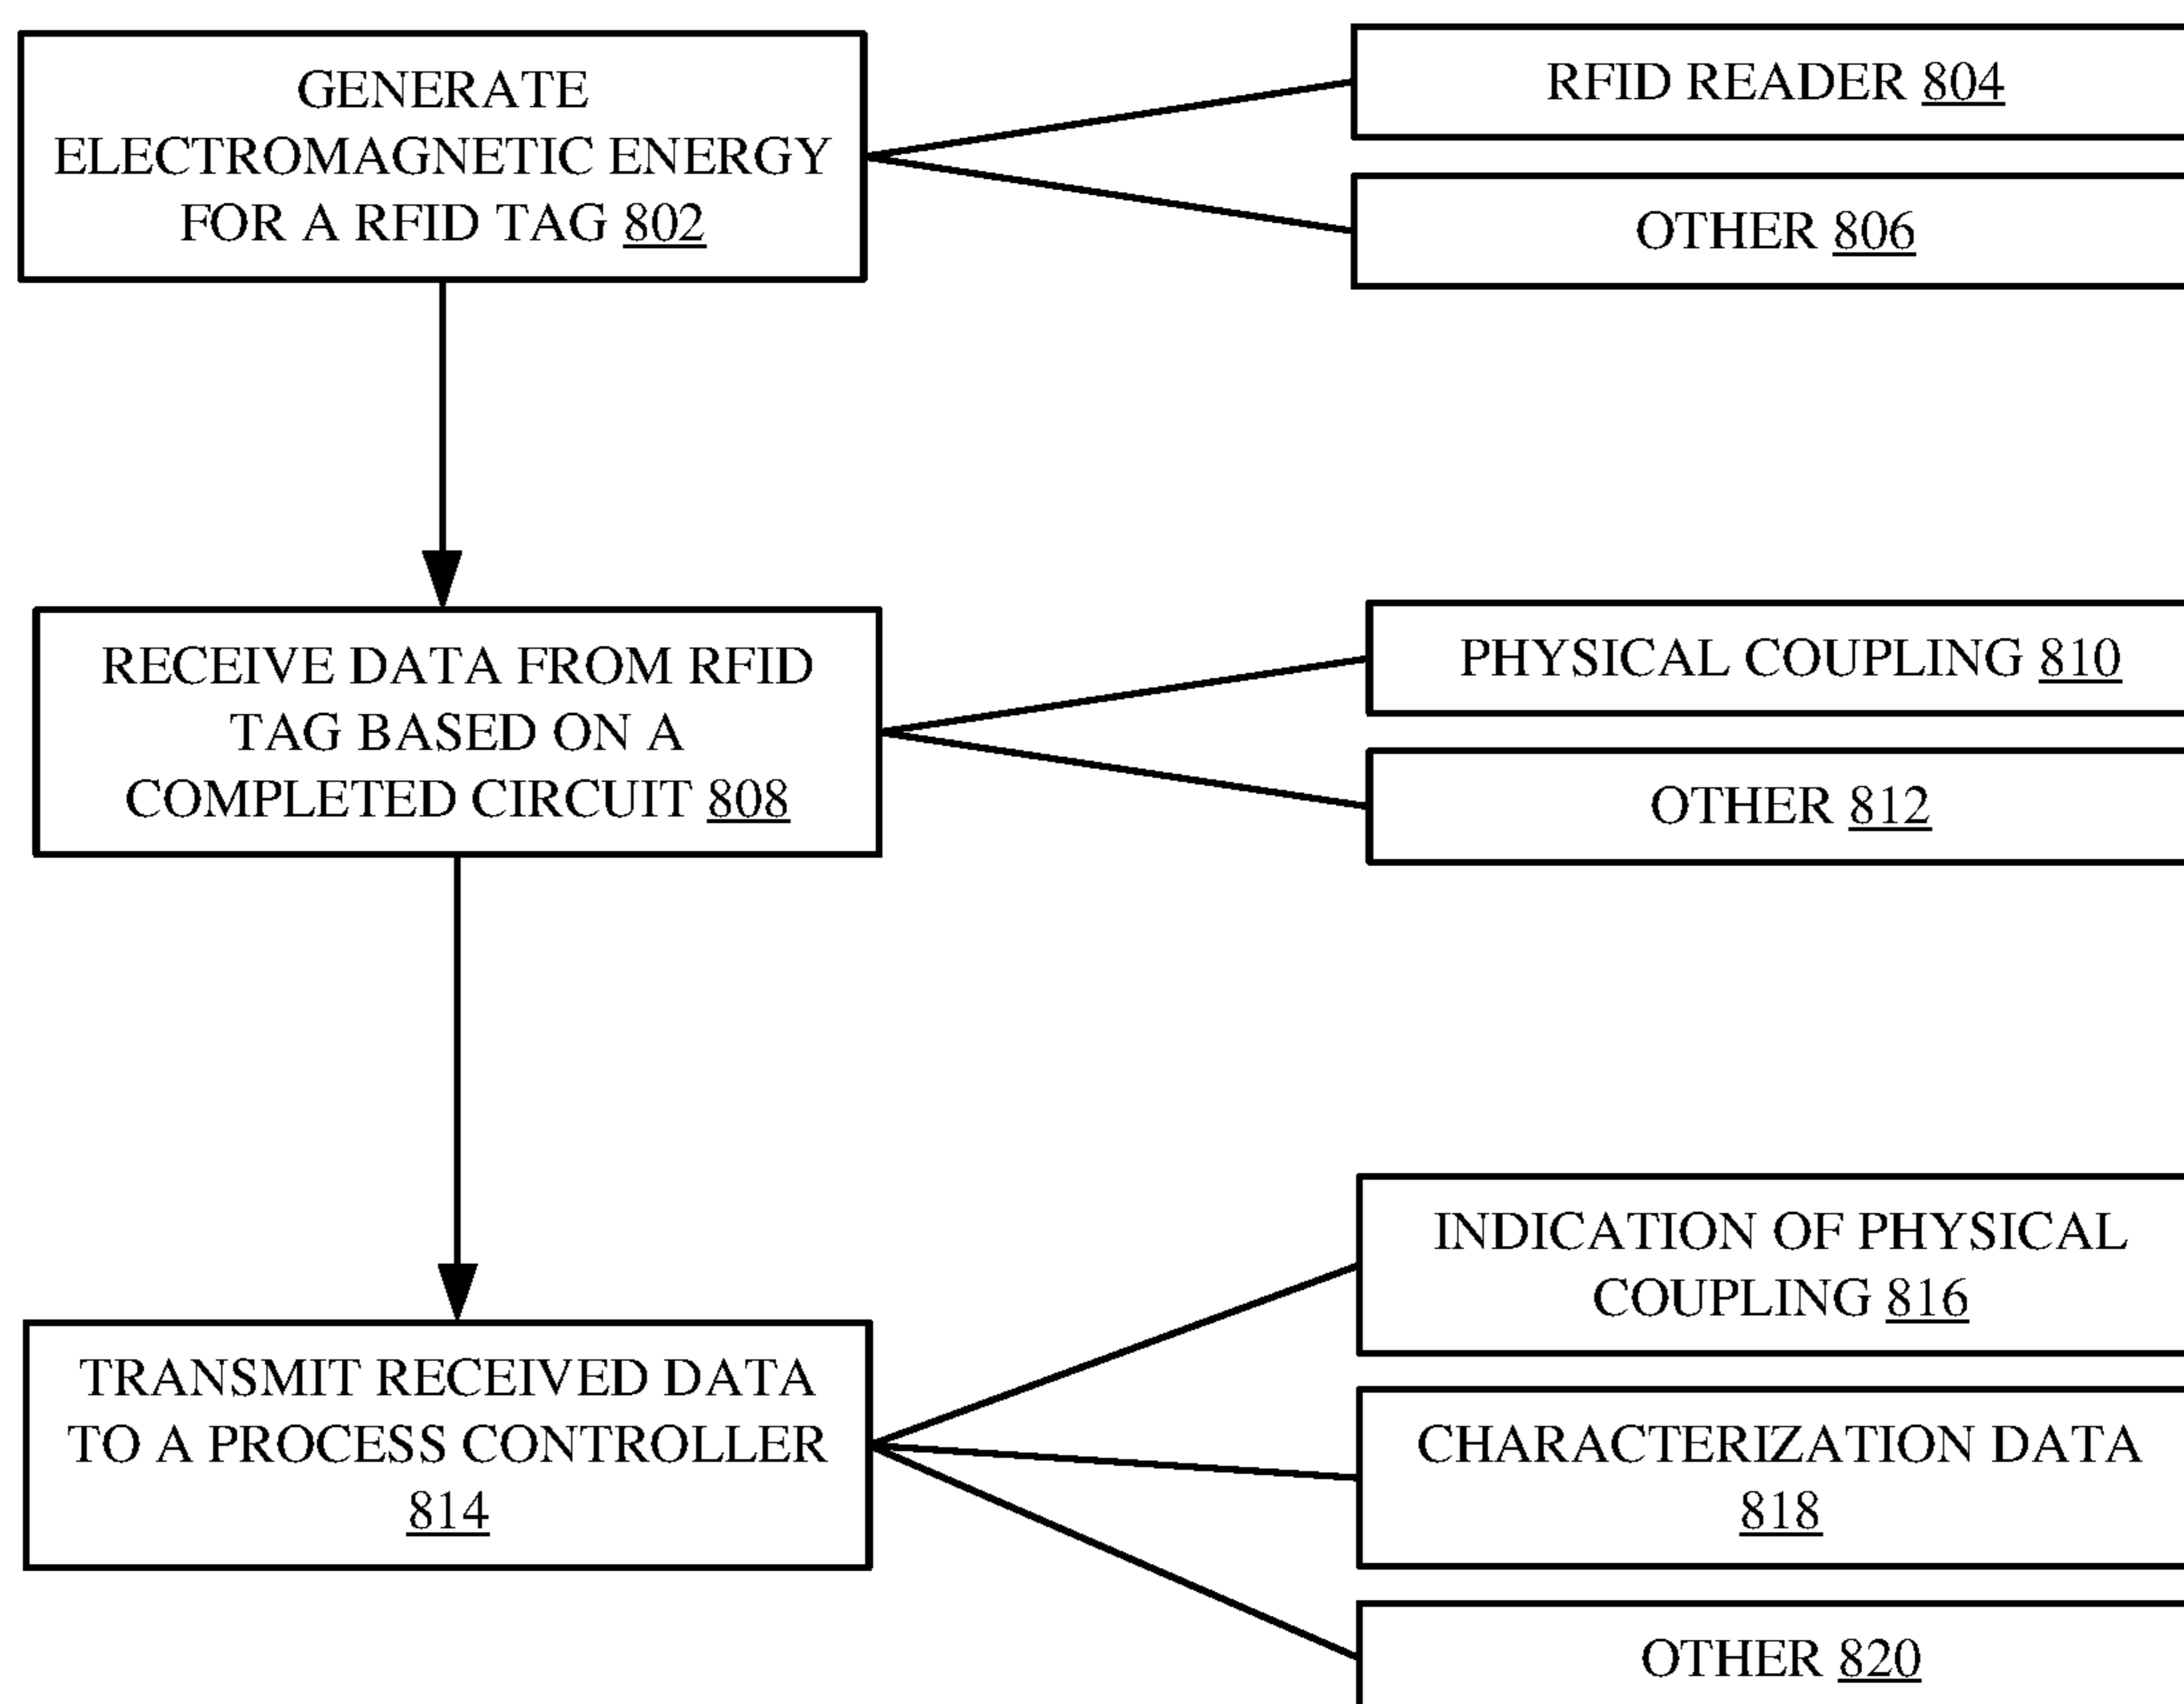 GENERATE
ELECTROMAGNETIC ENERGY
FOR A RFID TAG 802
RFID READER 804
OTHER 806
RECEIVE DATA FROM RFID
TAG BASED ON A
COMPLETED CIRCUIT 808
PHYSICAL COUPLING 810
OTHER 812
TRANSMIT RECEIVED DATA
TO A PROCESS CONTROLLER
814
INDICATION OF PHYSICAL
COUPLING 816
CHARACTERIZATION DATA
818
OTHER 820